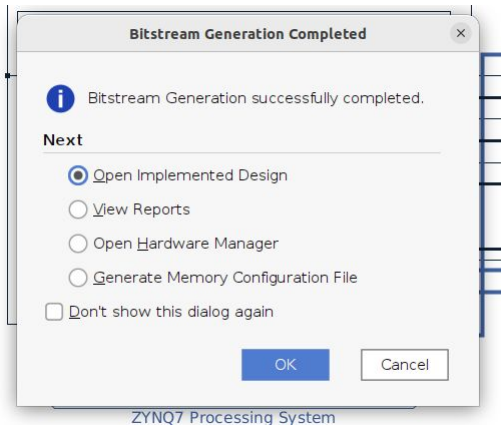 Bitstream Generation Completed
Bitstream Generation successfully completed.
Next
Open Implemented Design
View Reports
Open Hardware Manager
Generate Memory Configuration File
Don't show this dialog again
OK
Cancel
ZYNQ7 Processing System